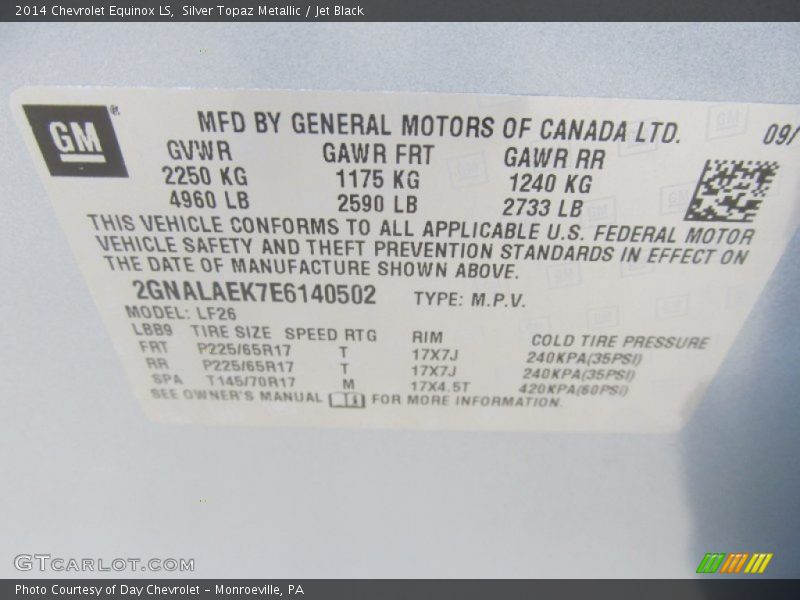 2014 Chevrolet Equinox LS,  Silver Topaz Metallic / Jet Black
GM®
MFD BY GENERAL MOTORS OF CANADA LTD. 09/
GVWR GAWR FRT GAWR RR
2250 KG 1175 KG 1240 KG
4960 LB 2590 LB 2733 LB
THIS VEHICLE CONFORMS TO ALL APPLICABLE U.S. FEDERAL MOTOR
VEHICLE SAFETY AND THEFT PREVENTION STANDARDS IN EFFECT ON
THE DATE OF MANUFACTURE SHOWN ABOVE.
2GNALAEK7E6140502 TYPE: M.P.V.
MODEL: LF26
LBB9 TIRE SIZE SPEED RTG RIM COLD TIRE PRESSURE
FRT P225/65R17 T 17X7J 240KPA(35PSI)
RR P225/65R17 T 17X7J 240KPA(35PSI)
SPA T145/70R17 M 17X4.5T 420KPA(60PSI)
SEE OWNER'S MANUAL FOR MORE INFORMATION.
GTCARLOT.COM
Photo Courtesy of Day Chevrolet – Monroeville, PA